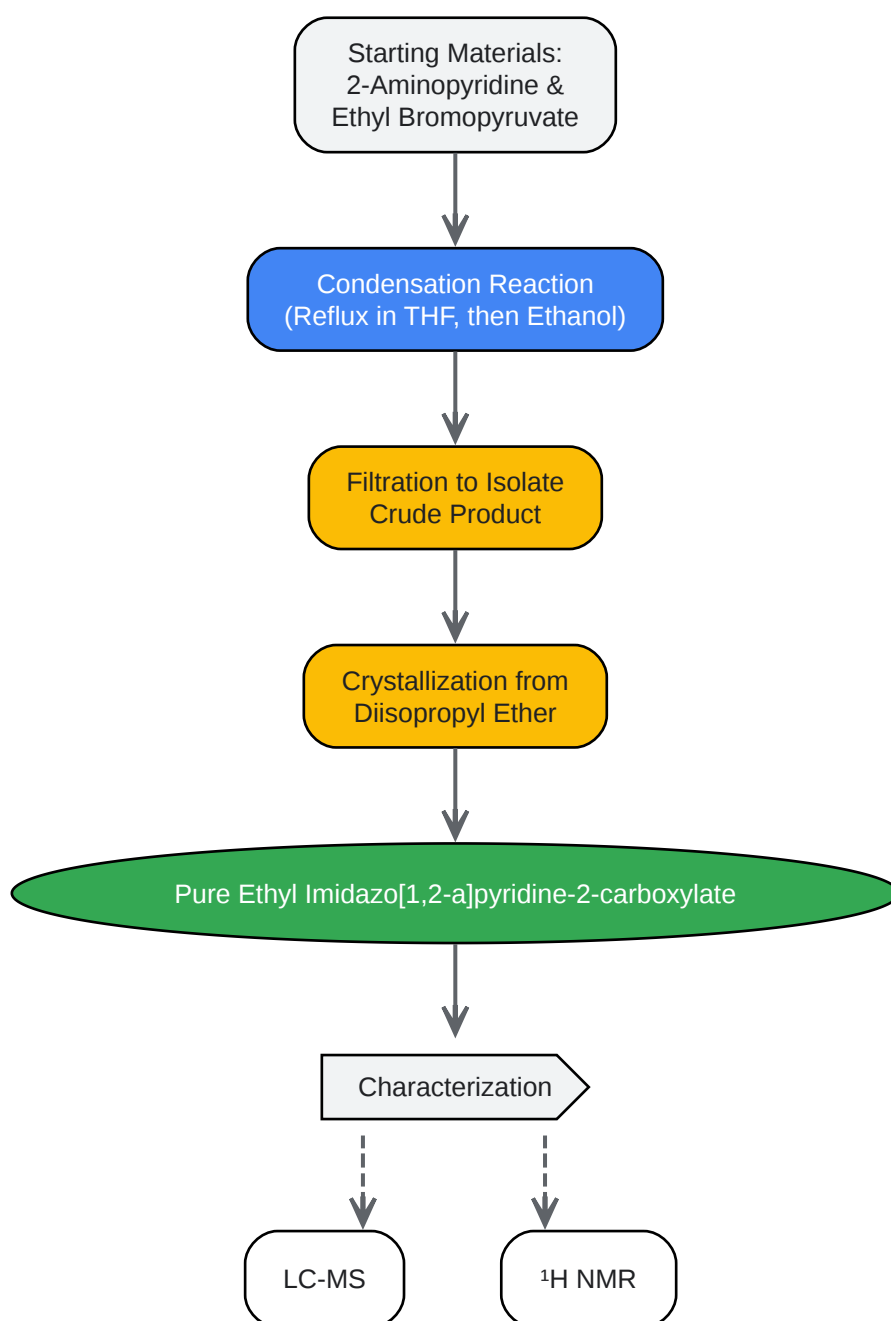 Starting Materials:
2-Aminopyridine &
Ethyl Bromopyruvate
Condensation Reaction
(Reflux in THF, then Ethanol)
Filtration to Isolate
Crude Product
Crystallization from
Diisopropyl Ether
Pure Ethyl Imidazo[1,2-a]pyridine-2-carboxylate
Characterization
LC-MS
¹H NMR